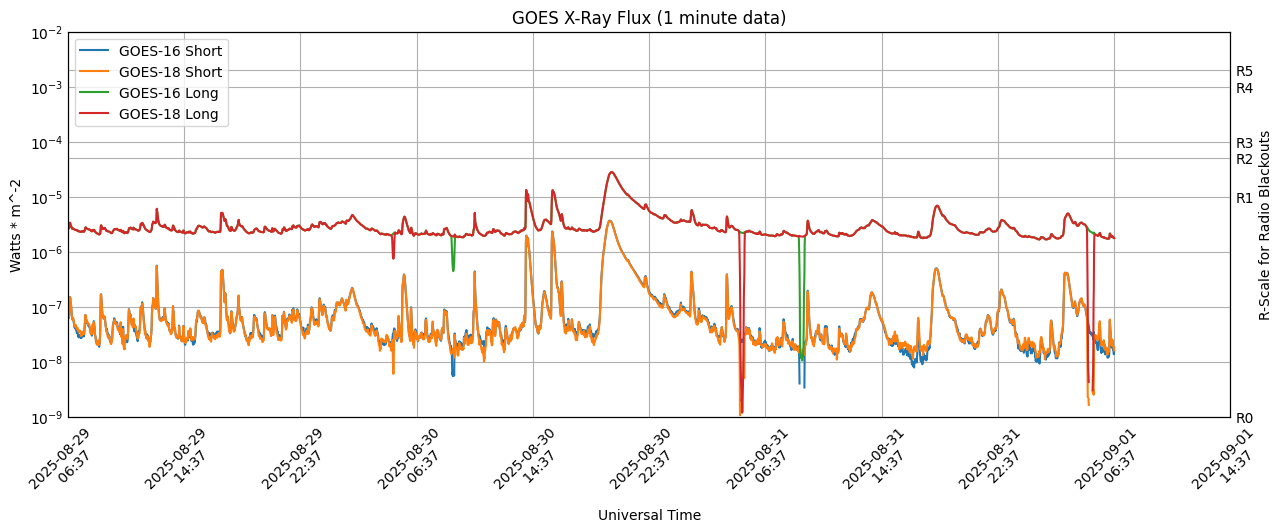 GOES X-Ray Flux (1 minute data)
GOES-16 Short
GOES-18 Short
GOES-16 Long
GOES-18 Long
Watts * m^-2
10⁻²
10⁻³
10⁻⁴
10⁻⁵
10⁻⁶
10⁻⁷
10⁻⁸
10⁻⁹
R5
R4
R3
R2
R1
R0
R-Scale for Radio Blackouts
2025-08-29
06:37
2025-08-29
14:37
2025-08-29
22:37
2025-08-30
06:37
2025-08-30
14:37
2025-08-30
22:37
2025-08-31
06:37
2025-08-31
14:37
2025-08-31
22:37
2025-09-01
06:37
2025-09-01
14:37
Universal Time